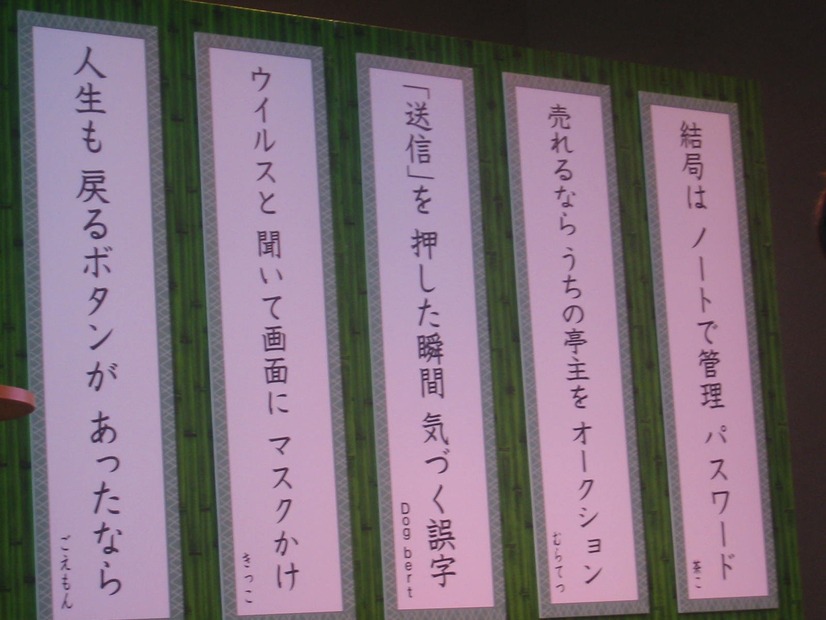 結局は ノートで管理 パスワード
茶こ
売れるなら うちの亭主を オークション
むらてつ
「送信」を 押した瞬間 気づく誤字
Dogbert
ウイルスと 聞いて画面に マスクかけ
きっこ
人生も 戻るボタンが あったなら
ごえもん